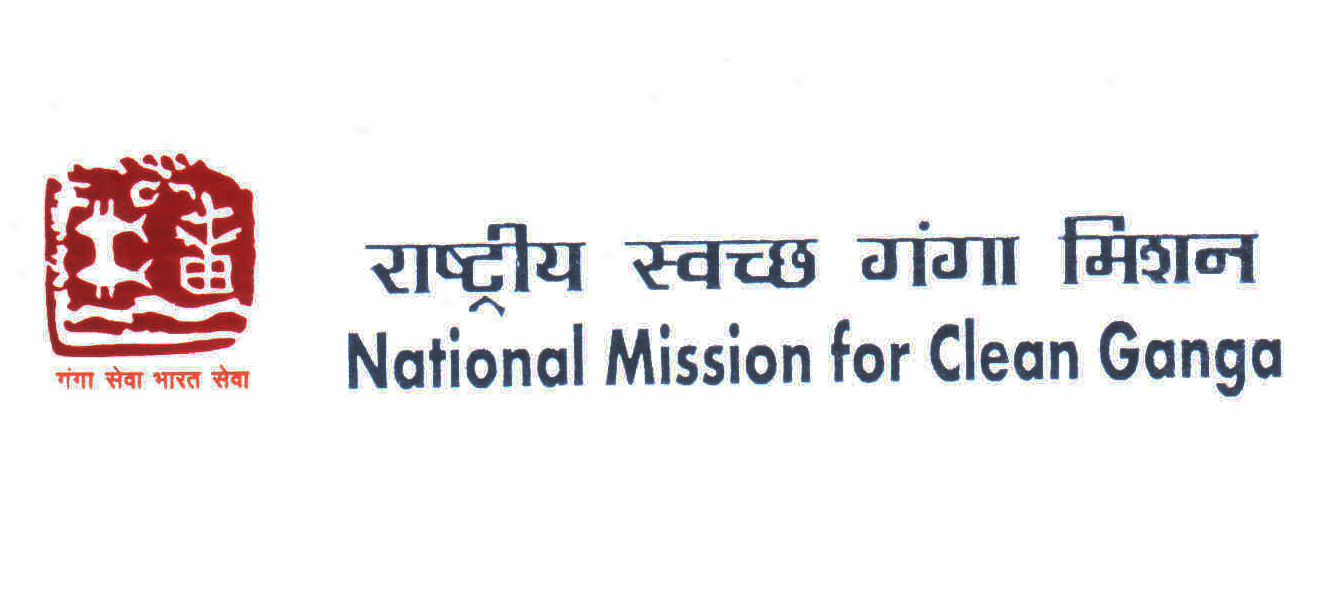 राष्ट्रीय स्वच्छ गंगा मिशन
National Mission for Clean Ganga
गंगा सेवा भारत सेवा